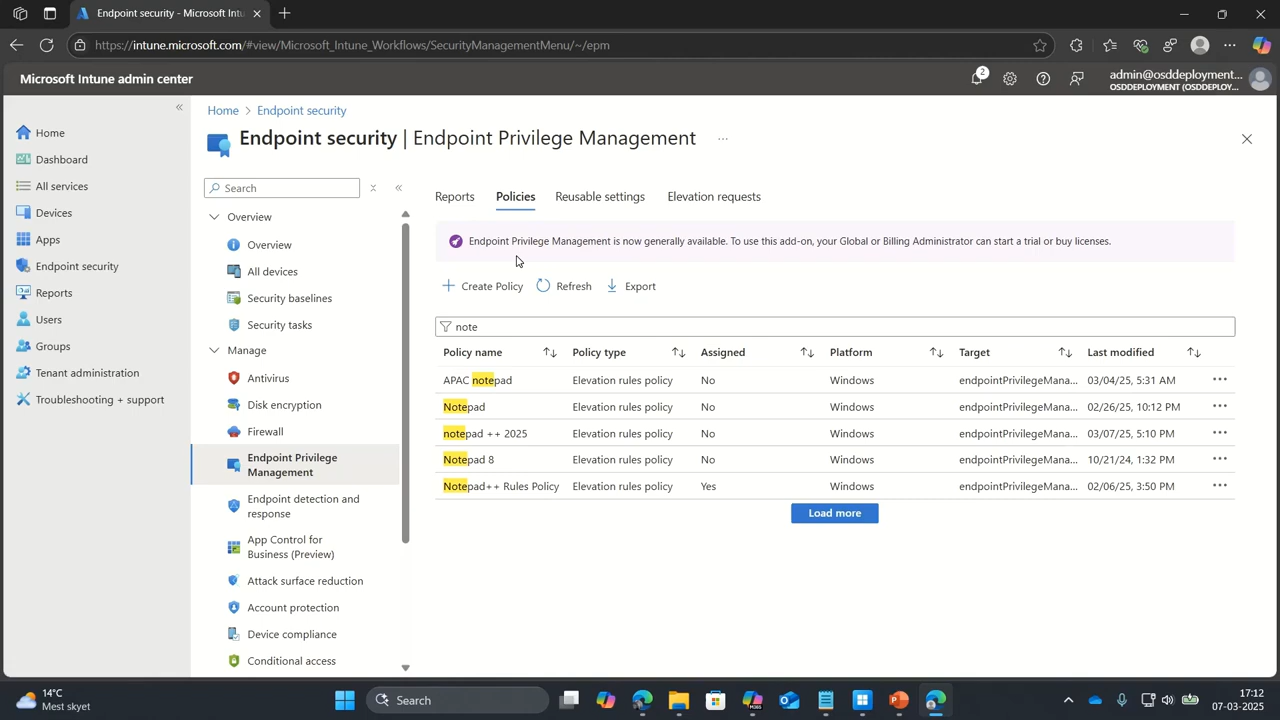 Endpoint security - Microsoft Int
https://intune.microsoft.com/#view/Microsoft_Intune_Workflows/SecurityManagementMenu/~/epm
Microsoft Intune admin center
2
admin@osddeployment...
OSDDEPLOYMENT (OSDDEPLOY...
Home
Dashboard
All services
Devices
Apps
Endpoint security
Reports
Users
Groups
Tenant administration
Troubleshooting + support
Home > Endpoint security
Endpoint security | Endpoint Privilege Management ...
Search
Overview
Overview
All devices
Security baselines
Security tasks
Manage
Antivirus
Disk encryption
Firewall
Endpoint Privilege
Management
Endpoint detection and
response
App Control for
Business (Preview)
Attack surface reduction
Account protection
Device compliance
Conditional access
Reports Policies Reusable settings Elevation requests
Endpoint Privilege Management is now generally available. To use this add-on, your Global or Billing Administrator can start a trial or buy licenses.
Create Policy Refresh Export
note
Policy name Policy type Assigned Platform Target Last modified
APAC notepad Elevation rules policy No Windows endpointPrivilegeMana... 03/04/25, 5:31 AM
Notepad Elevation rules policy No Windows endpointPrivilegeMana... 02/26/25, 10:12 PM
notepad ++ 2025 Elevation rules policy No Windows endpointPrivilegeMana... 03/07/25, 5:10 PM
Notepad 8 Elevation rules policy No Windows endpointPrivilegeMana... 10/21/24, 1:32 PM
Notepad++ Rules Policy Elevation rules policy Yes Windows endpointPrivilegeMana... 02/06/25, 3:50 PM
Load more
14°C
Mest skyet
Search
M365
17:12
07-03-2025